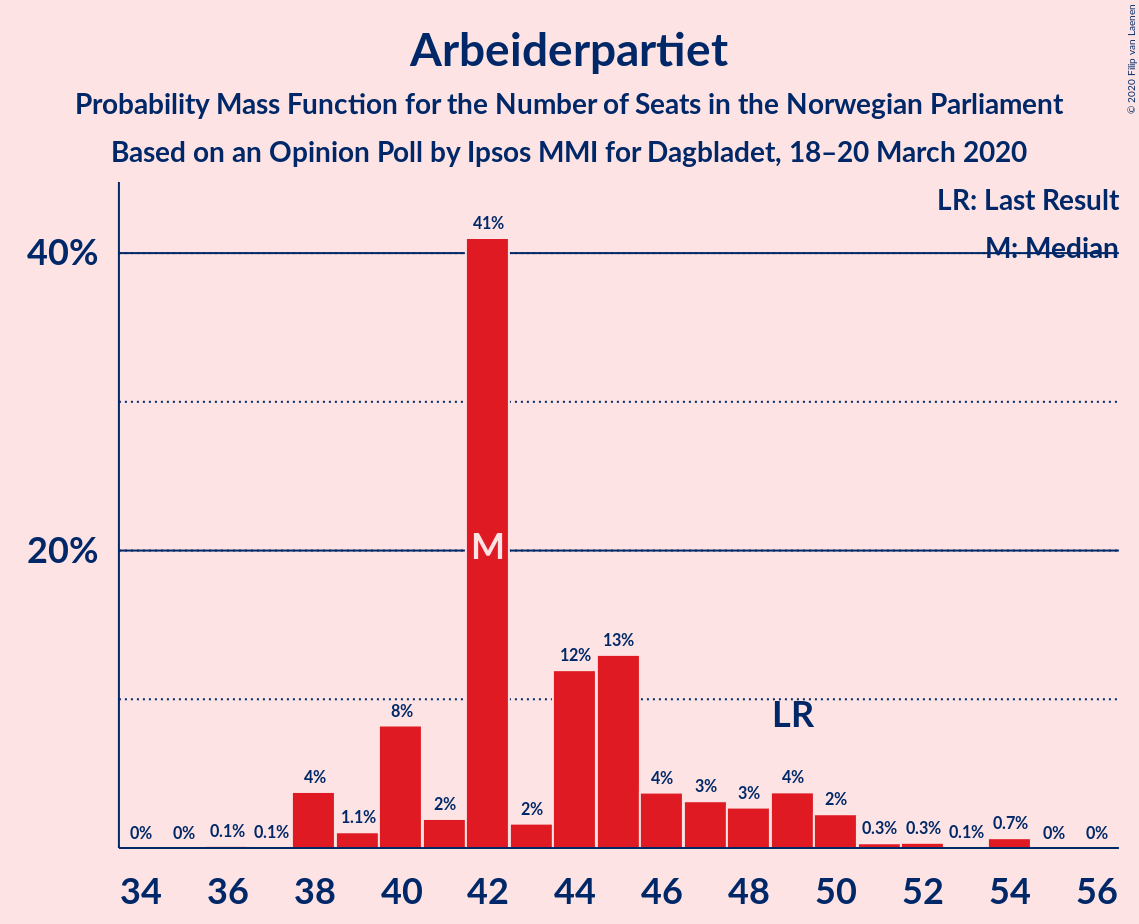 Arbeiderpartiet
Probability Mass Function for the Number of Seats in the Norwegian Parliament
Based on an Opinion Poll by Ipsos MMI for Dagbladet, 18–20 March 2020
© 2020 Filip van Laenen
LR: Last Result
M: Median
40%
20%
0% 0% 0.1% 0.1% 4% 1.1% 8% 2% 41% 2% 12% 13% 4% 3% 3% 4% 2% 0.3% 0.3% 0.1% 0.7% 0% 0%
M
LR
34 36 38 40 42 44 46 48 50 52 54 56